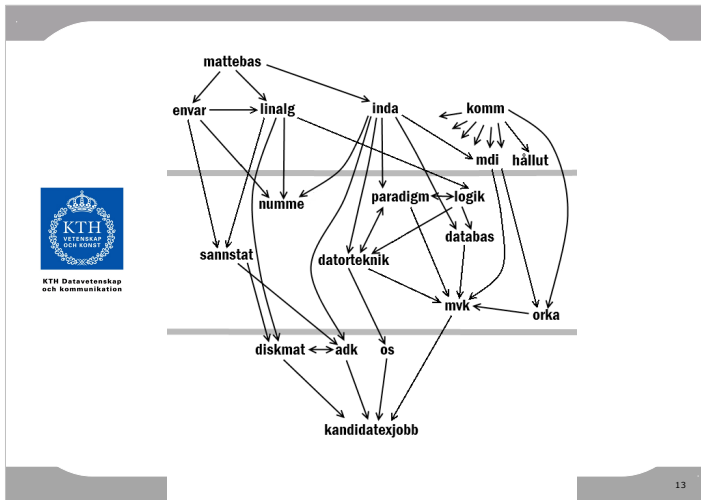 mattebas
envar
linalg
inda
komm
mdi
hållut
numme
paradigm
logik
databas
sannstat
datorteknik
mvk
orka
diskmat
adk
os
kandidatexjobb
KTH
VETENSKAP
OCH KONST
KTH Datavetenskap
och kommunikation
13